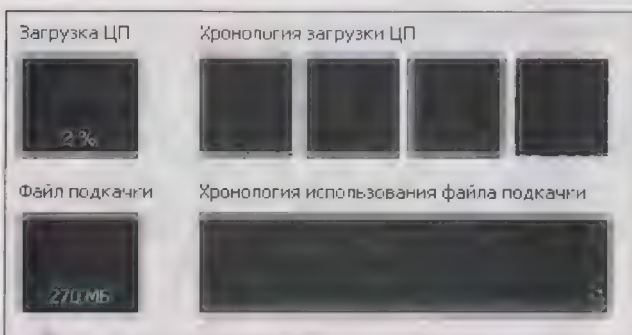 Загрузка ЦП
Хронология загрузки ЦП
2 %
Файл подкачки
Хронология использования файла подкачки
270 МБ